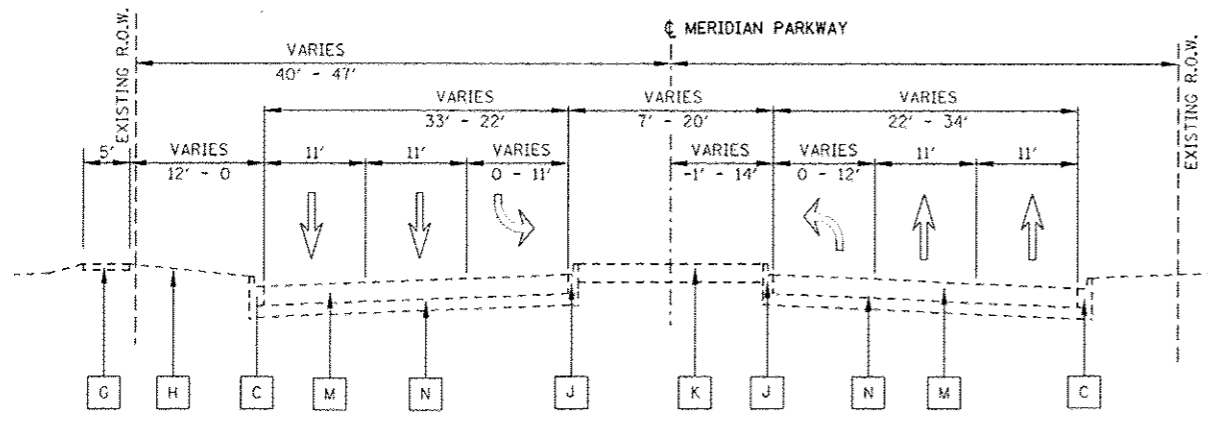 ℄ MERIDIAN PARKWAY
EXISTING R.O.W.
EXISTING R.O.W.
VARIES
40' - 47'
VARIES
33' - 22'
VARIES
7' - 20'
VARIES
22' - 34'
5'
VARIES
12' - 0
11'
11'
VARIES
0 - 11'
VARIES
-1' - 14'
VARIES
0 - 12'
11'
11'
G
H
C
M
N
J
K
J
N
M
C